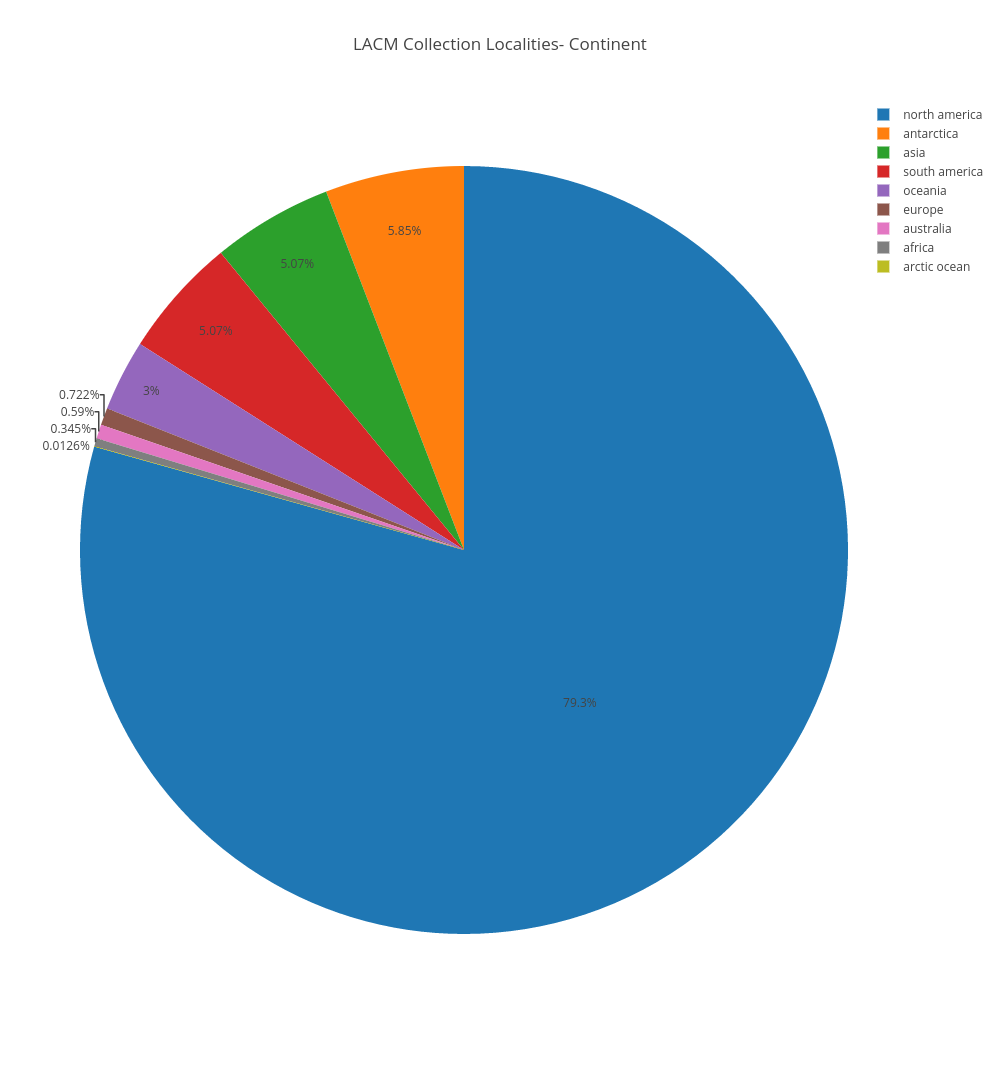 LACM Collection Localities- Continent
north america
antarctica
asia
south america
oceania
europe
australia
africa
arctic ocean
5.85%
5.07%
5.07%
3%
0.722%
0.59%
0.345%
0.0126%
79.3%